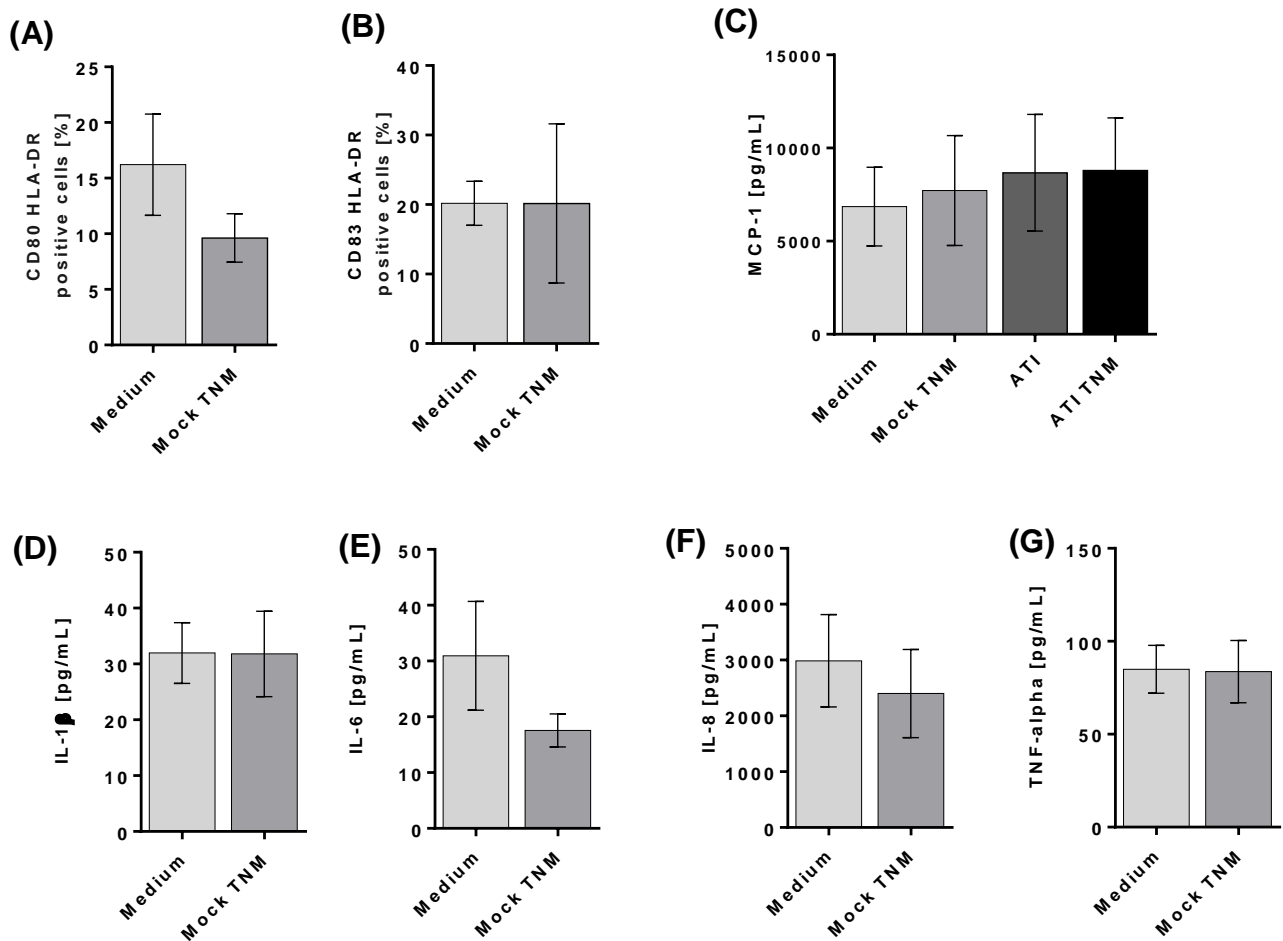 (A)
CD80 HLA-DR
positive cells [%]
25
20
15
10
5
0
Medium
Mock TNM
(B)
CD83 HLA-DR
positive cells [%]
40
30
20
10
0
Medium
Mock TNM
(C)
MCP-1 [pg/mL]
15000
10000
5000
0
Medium
Mock TNM
ATI
ATI TNM
(D)
IL-1β [pg/mL]
50
40
30
20
10
0
Medium
Mock TNM
(E)
IL-6 [pg/mL]
50
40
30
20
10
0
Medium
Mock TNM
(F)
IL-8 [pg/mL]
5000
4000
3000
2000
1000
0
Medium
Mock TNM
(G)
TNF-alpha [pg/mL]
150
100
50
0
Medium
Mock TNM